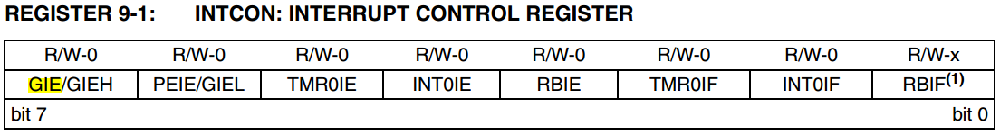 REGISTER 9-1: INTCON: INTERRUPT CONTROL REGISTER
R/W-0 R/W-0 R/W-0 R/W-0 R/W-0 R/W-0 R/W-0 R/W-x
GIE/GIEH PEIE/GIEL TMR0IE INT0IE RBIE TMR0IF INT0IF RBIF(1)
bit 7 bit 0